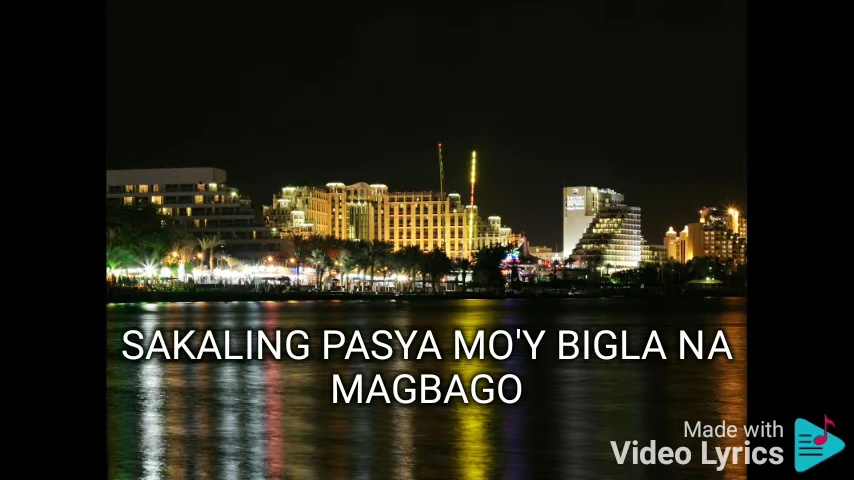 SAKALING PASYA MO'Y BIGLA NA
MAGBAGO
Made with
Video Lyrics